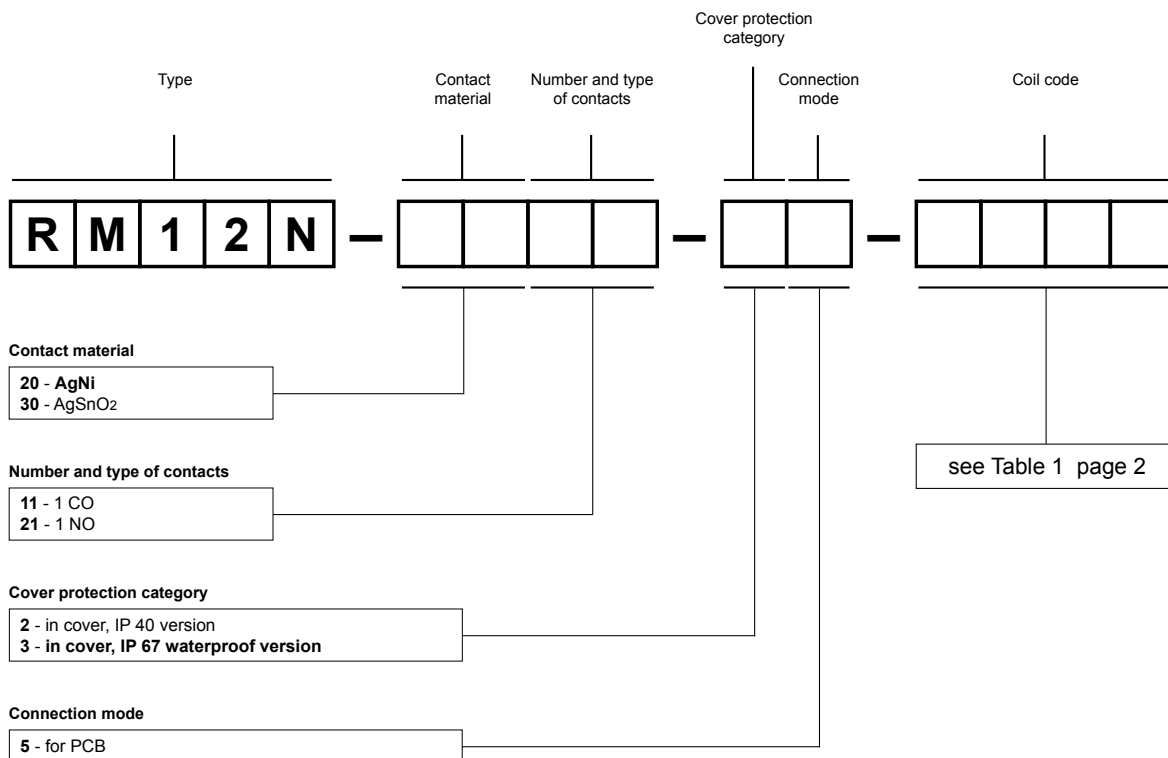 Cover protection
category
Type
Contact
material
Number and type
of contacts
Connection
mode
Coil code
R M 1 2 N – – –
Contact material
20 - AgNi
30 - AgSnO2
Number and type of contacts
11 - 1 CO
21 - 1 NO
see Table 1 page 2
Cover protection category
2 - in cover, IP 40 version
3 - in cover, IP 67 waterproof version
Connection mode
5 - for PCB